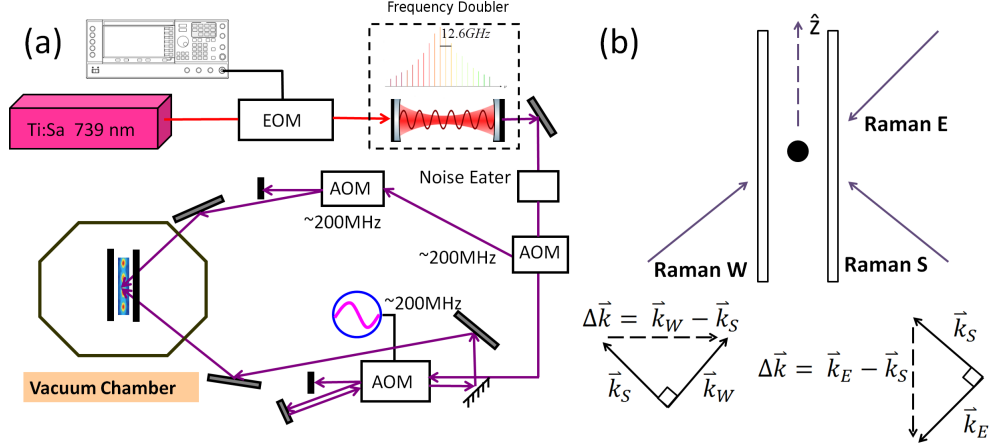 (a)
Frequency Doubler
12.6GHz
Ti:Sa 739 nm
EOM
Noise Eater
AOM
~200MHz
AOM
~200MHz
~200MHz
AOM
Vacuum Chamber
(b)
ẑ
Raman E
Raman W
Raman S
Δk⃗ = k⃗_W − k⃗_S
k⃗_S
k⃗_W
Δk⃗ = k⃗_E − k⃗_S
k⃗_S
k⃗_E